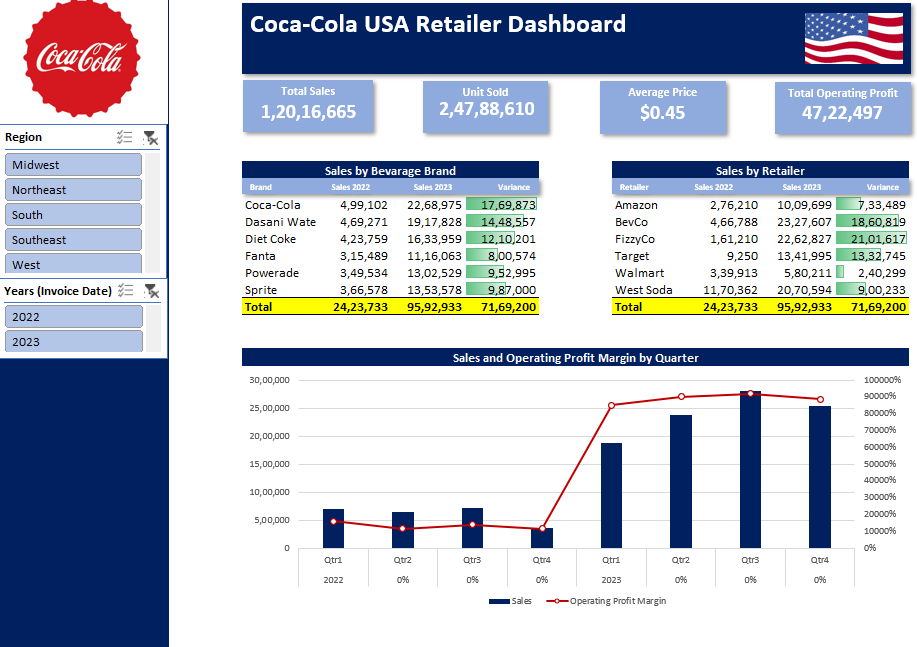 Coca-Cola
Coca-Cola USA Retailer Dashboard
Total Sales
1,20,16,665
Unit Sold
2,47,88,610
Average Price
$0.45
Total Operating Profit
47,22,497
Region
Midwest
Northeast
South
Southeast
West
Years (Invoice Date)
2022
2023
Sales by Bevarage Brand
Brand Sales 2022 Sales 2023 Variance
Coca-Cola 4,99,102 22,68,975 17,69,873
Dasani Wate 4,69,271 19,17,828 14,48,557
Diet Coke 4,23,759 16,33,959 12,10,201
Fanta 3,15,489 11,16,063 8,00,574
Powerade 3,49,534 13,02,529 9,52,995
Sprite 3,66,578 13,53,578 9,87,000
Total 24,23,733 95,92,933 71,69,200
Sales by Retailer
Retailer Sales 2022 Sales 2023 Variance
Amazon 2,76,210 10,09,699 7,33,489
BevCo 4,66,788 23,27,607 18,60,819
FizzyCo 1,61,210 22,62,827 21,01,617
Target 9,250 13,41,995 13,32,745
Walmart 3,39,913 5,80,211 2,40,299
West Soda 11,70,362 20,70,594 9,00,233
Total 24,23,733 95,92,933 71,69,200
Sales and Operating Profit Margin by Quarter
30,00,000
25,00,000
20,00,000
15,00,000
10,00,000
5,00,000
0
100000%
90000%
80000%
70000%
60000%
50000%
40000%
30000%
20000%
10000%
0%
Qtr1 Qtr2 Qtr3 Qtr4 Qtr1 Qtr2 Qtr3 Qtr4
2022 0% 0% 0% 2023 0% 0% 0%
Sales Operating Profit Margin